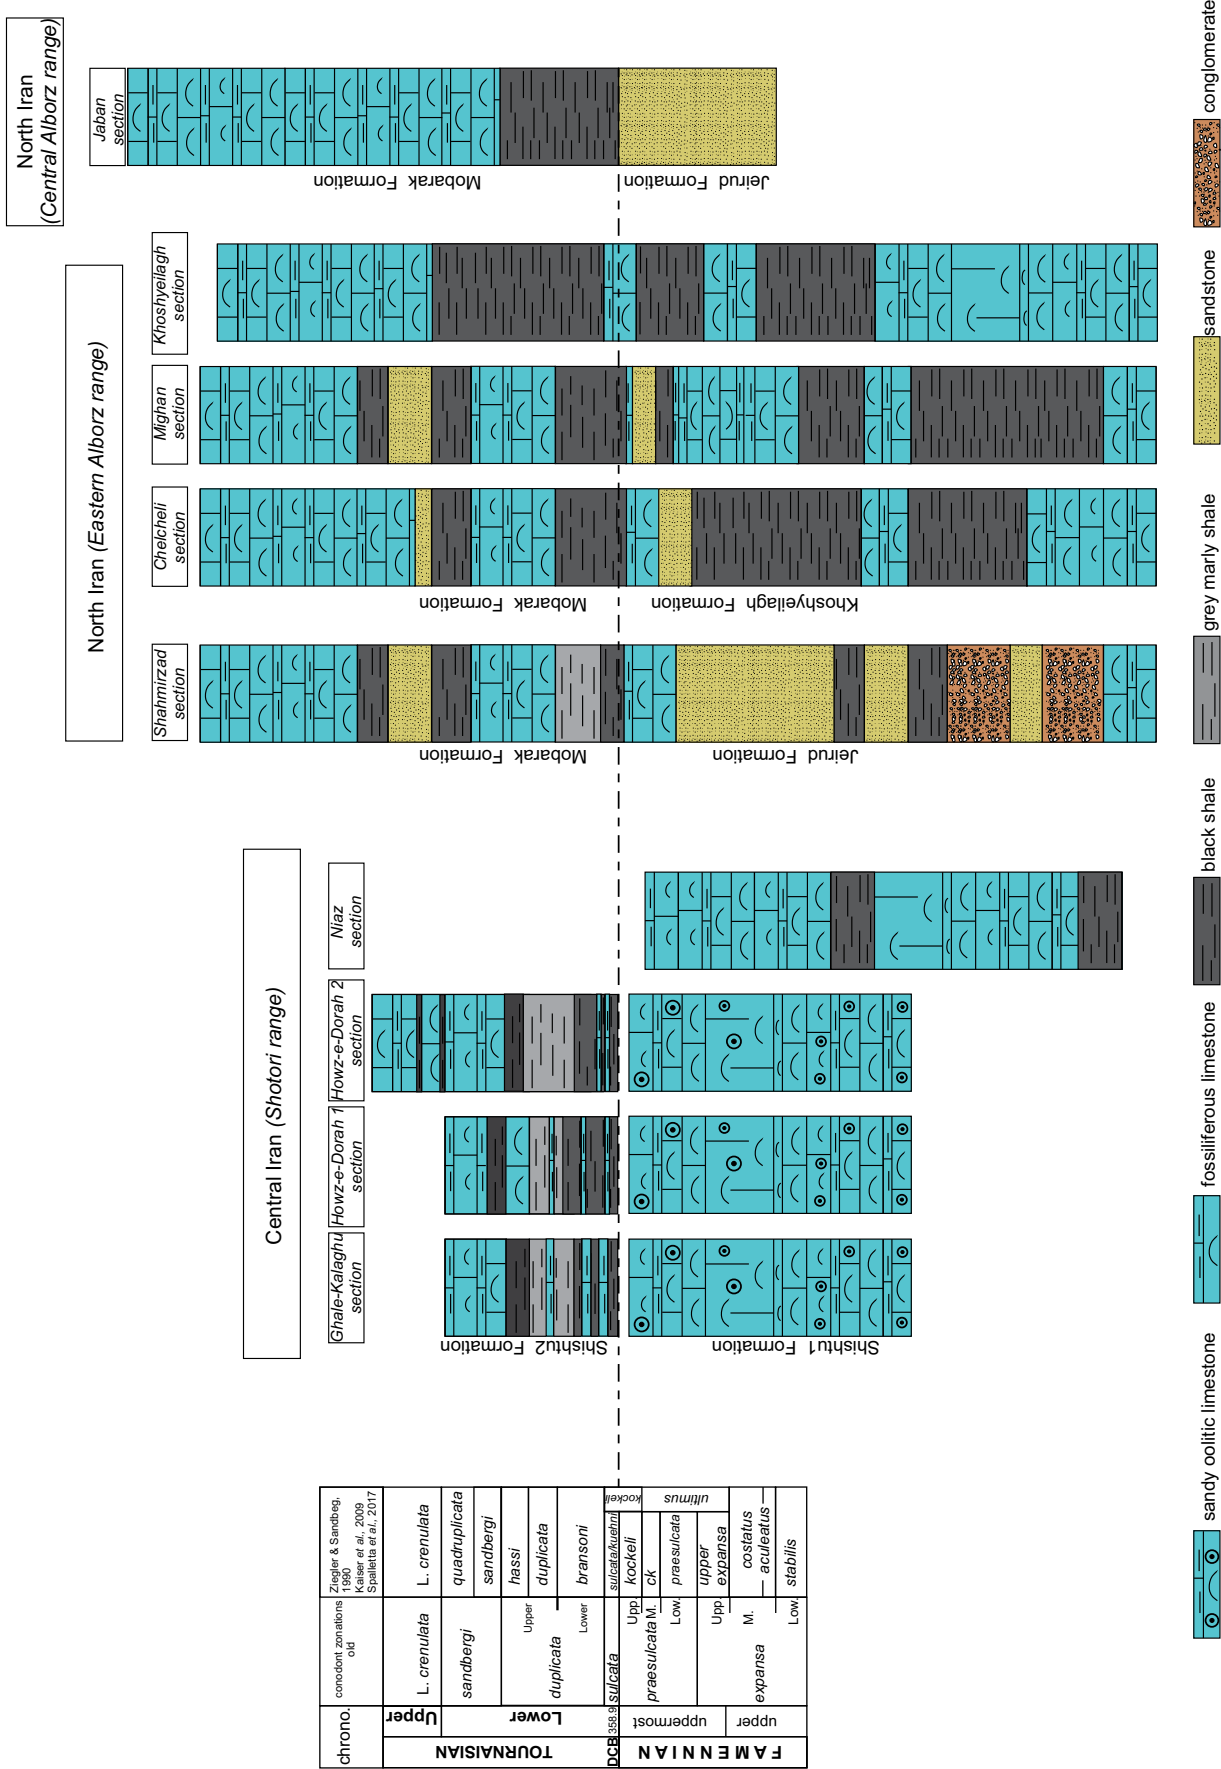 North Iran
(Central Alborz range)
Jaban
section
Mobarak Formation
Jeirud Formation
North Iran (Eastern Alborz range)
Khoshyeilagh
section
Mighan
section
Chelcheli
section
Mobarak Formation
Khoshyeilagh Formation
Shahmirzad
section
Mobarak Formation
Jeirud Formation
Central Iran (Shotori range)
Niaz
section
Howz-e-Dorah 2
section
Howz-e-Dorah 1
section
Ghale-Kalaghu
section
Shishtu2 Formation
Shishtu1 Formation
chrono.
conodont zonations
old
Ziegler & Sandbeg,
1990
Kaiser et al., 2009
Spalletta et al., 2017
TOURNAISIAN
Upper
Lower
L. crenulata
L. crenulata
sandbergi
quadruplicata
sandbergi
duplicata
Upper
Lower
hassi
duplicata
bransoni
DCB
358.9
sulcata
sulcata/kuehni
kockeli
FAMENNIAN
uppermost
upper
praesulcata
Upp.
M.
Low.
kockeli
ck
praesulcata
ultimus
expansa
Upp.
M.
Low.
upper
expansa
costatus
aculeatus
stabilis
sandy oolitic limestone
fossiliferous limestone
black shale
grey marly shale
sandstone
conglomerate